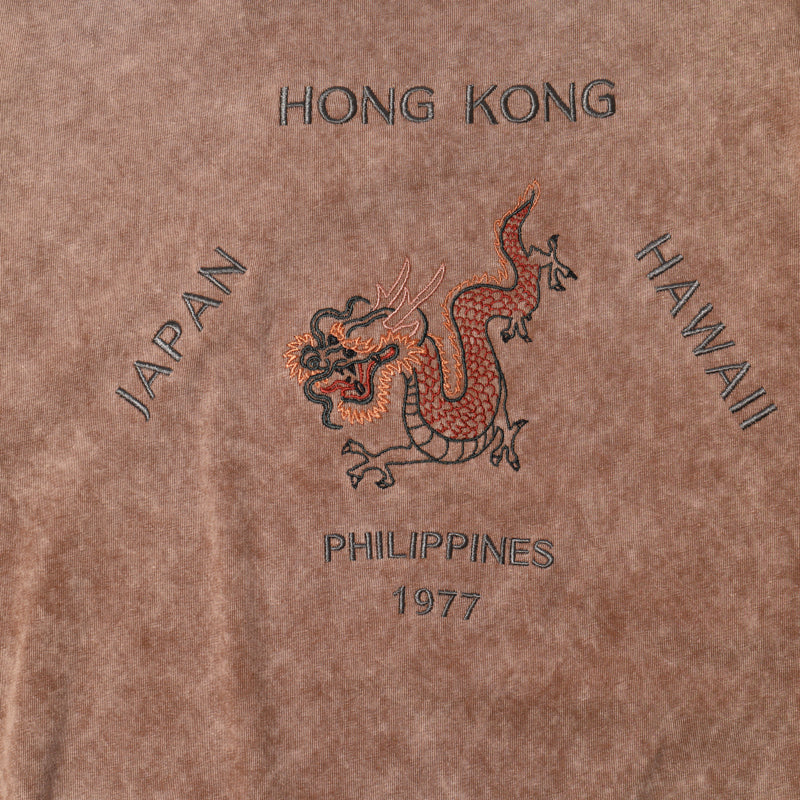 HONG KONG
JAPAN
HAWAII
PHILIPPINES
1977